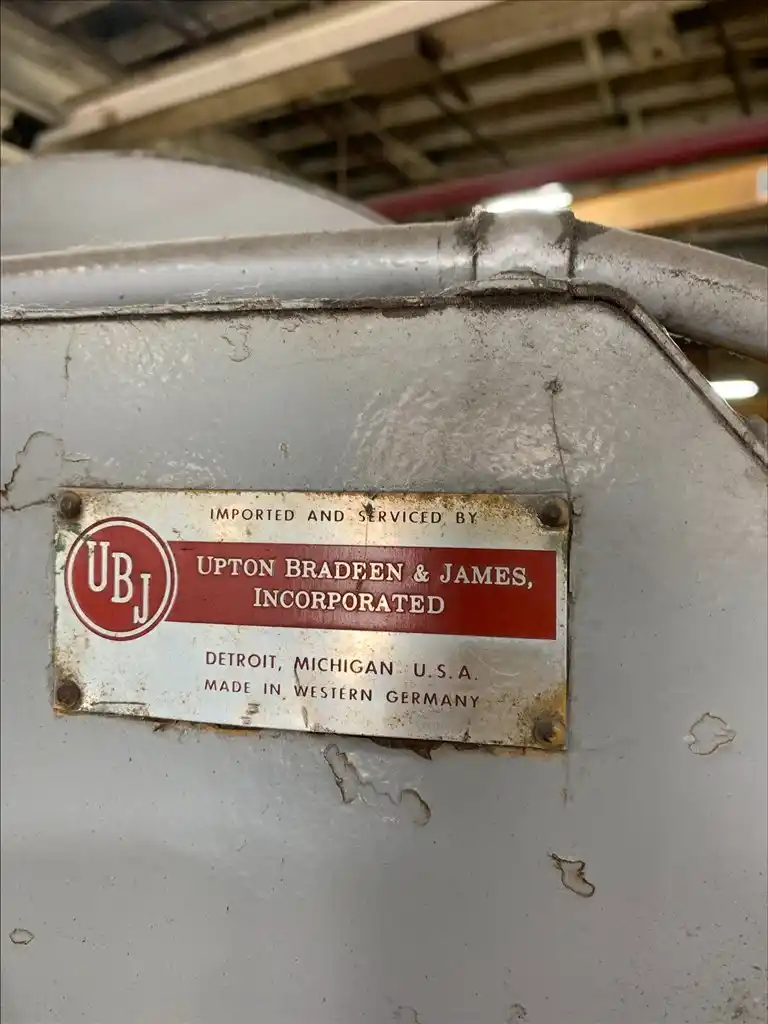 IMPORTED AND SERVICED BY
UBJ
UPTON BRADEEN & JAMES,
INCORPORATED
DETROIT, MICHIGAN U.S.A.
MADE IN WESTERN GERMANY